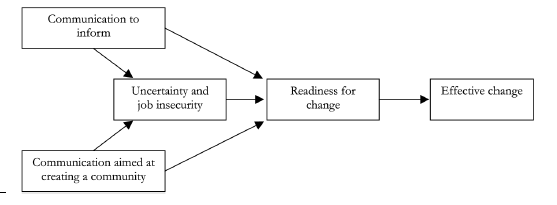 Communication to
inform
Uncertainty and
job insecurity
Readiness for
change
Effective change
Communication aimed at
creating a community